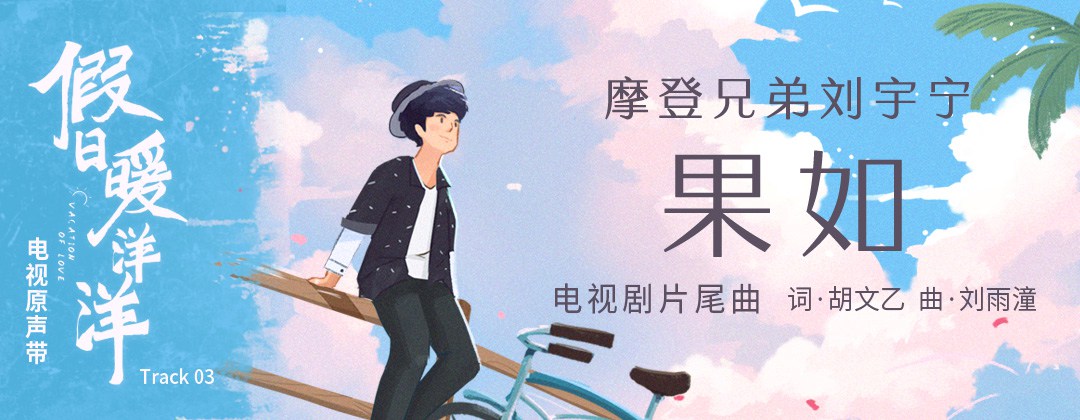 假日暖洋洋
VACATION
OF LOVE
电视原声带
Track 03
摩登兄弟刘宇宁
果如
电视剧片尾曲 词·胡文乙 曲·刘雨潼